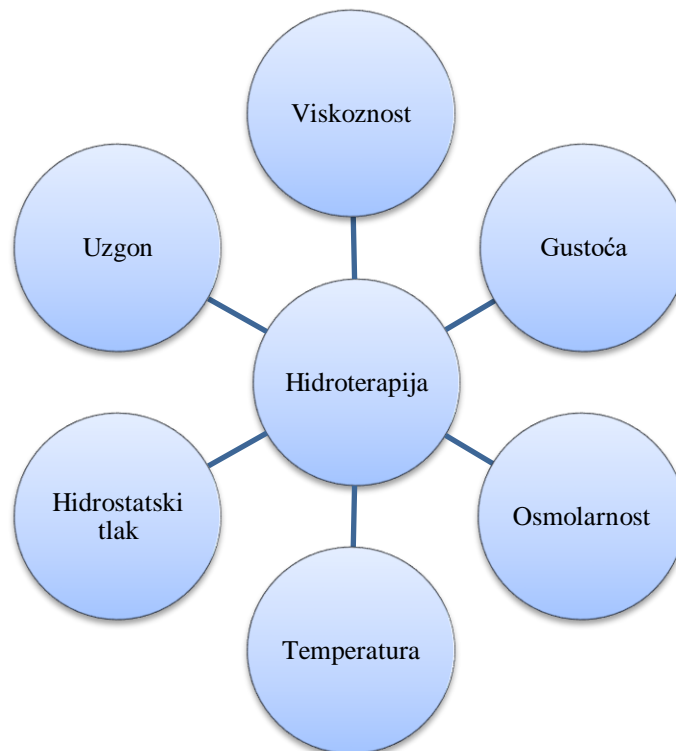 Viskoznost
Uzgon
Gustoća
Hidroterapija
Hidrostatski
tlak
Osmolarnost
Temperatura